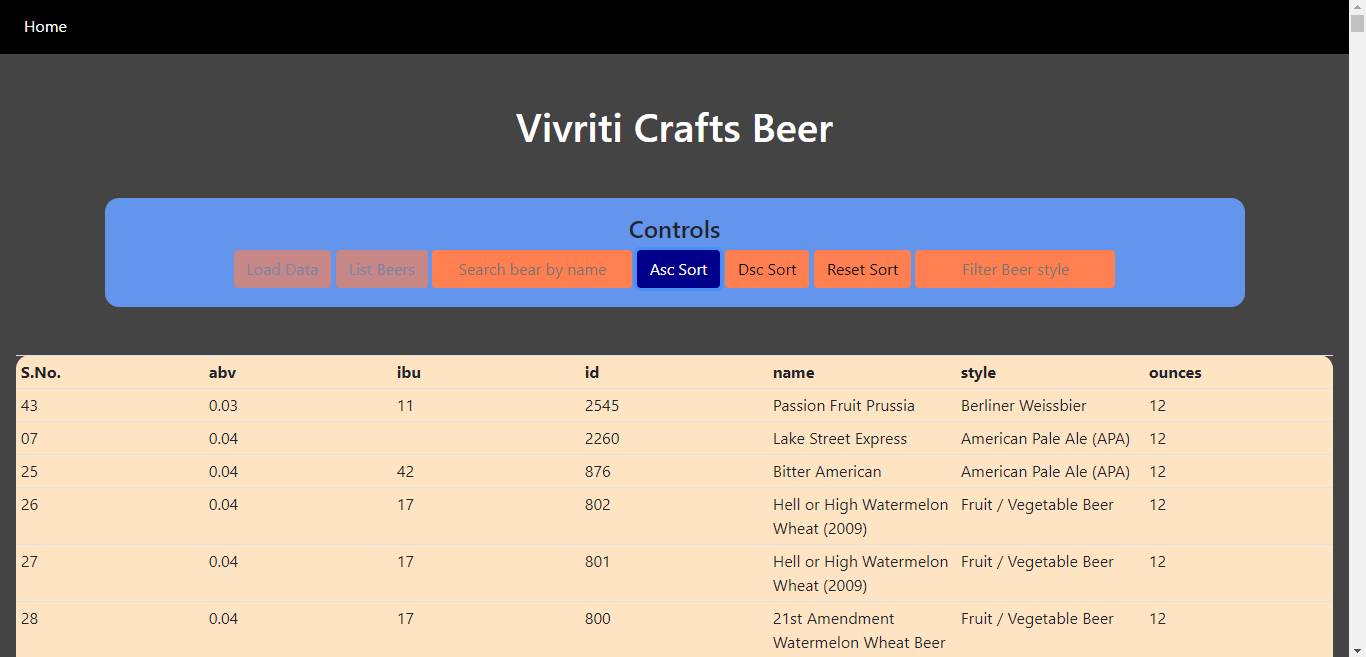 Home
Vivriti Crafts Beer
Controls
Load Data List Beers Search bear by name Asc Sort Dsc Sort Reset Sort Filter Beer style
S.No. abv ibu id name style ounces
43 0.03 11 2545 Passion Fruit Prussia Berliner Weissbier 12
07 0.04 2260 Lake Street Express American Pale Ale (APA) 12
25 0.04 42 876 Bitter American American Pale Ale (APA) 12
26 0.04 17 802 Hell or High Watermelon Fruit / Vegetable Beer 12
Wheat (2009)
27 0.04 17 801 Hell or High Watermelon Fruit / Vegetable Beer 12
Wheat (2009)
28 0.04 17 800 21st Amendment Fruit / Vegetable Beer 12
Watermelon Wheat Beer